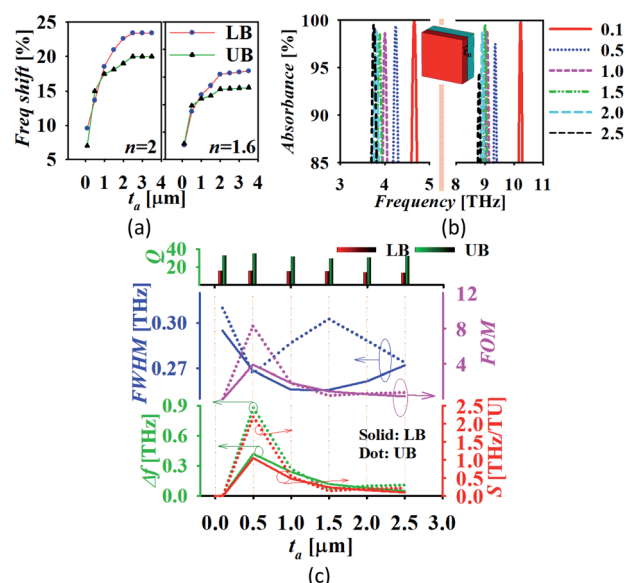 Freq shift [%]
25
20
15
10
5
LB
UB
n=2
LB
UB
n=1.6
0 1 2 3 4
0 1 2 3 4
t_a [μm]
(a)
Absorbance [%]
100
95
90
85
3 4 5 8 9 10 11
Frequency [THz]
0.1
0.5
1.0
1.5
2.0
2.5
(b)
Q
40
20
LB UB
FWHM [THz]
0.30
0.27
12
8
4
FOM
Δf [THz]
0.9
0.6
0.3
0.0
2.5
2.0
1.5
1.0
0.5
0.0
S [THz/TU]
Solid: LB
Dot: UB
0.0 0.5 1.0 1.5 2.0 2.5 3.0
t_a [μm]
(c)